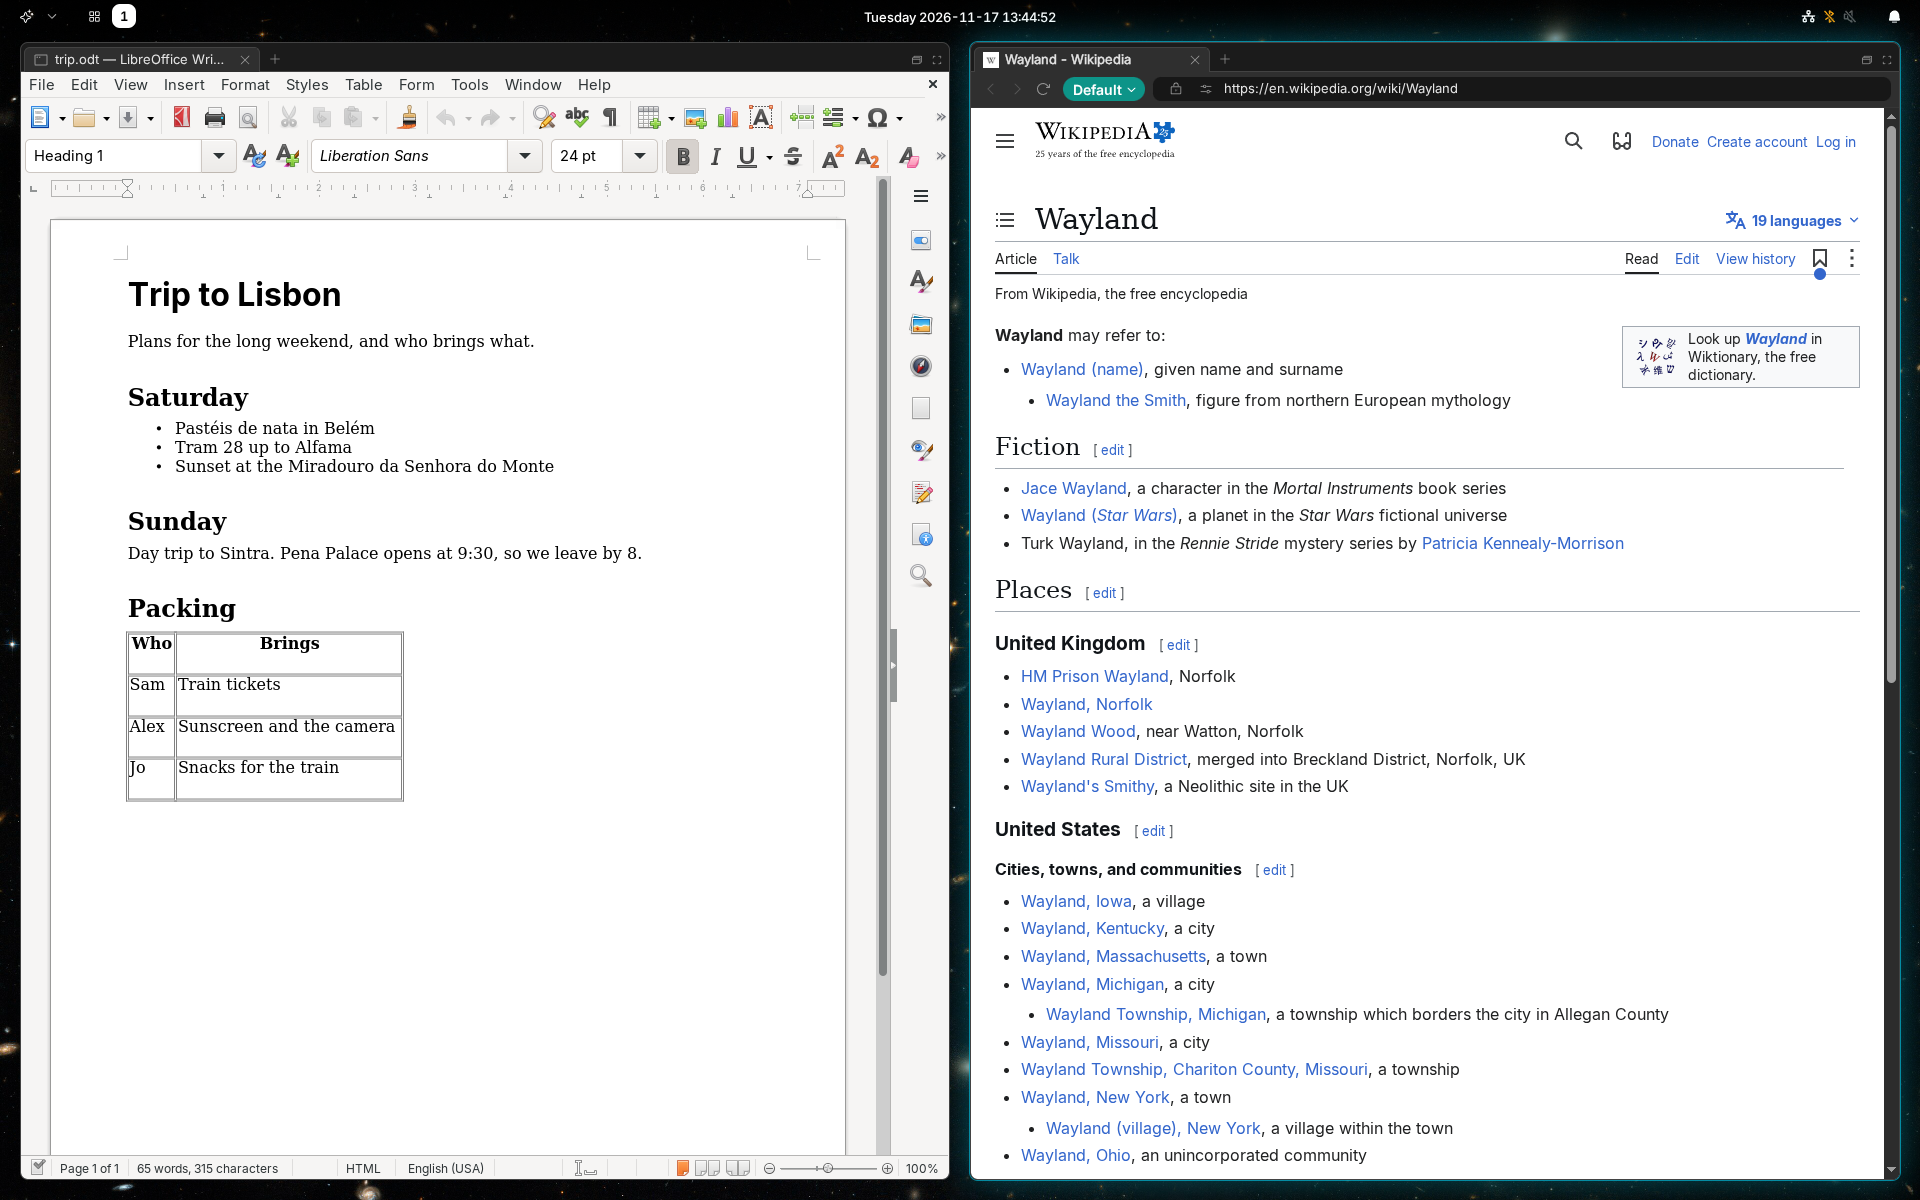 1
Tuesday 2026-11-17 13:44:52
trip.odt — LibreOffice Wri...
File Edit View Insert Format Styles Table Form Tools Window Help
Heading 1
Liberation Sans
24 pt
1 2 3 4 5 6 7
Trip to Lisbon
Plans for the long weekend, and who brings what.
Saturday
• Pastéis de nata in Belém
• Tram 28 up to Alfama
• Sunset at the Miradouro da Senhora do Monte
Sunday
Day trip to Sintra. Pena Palace opens at 9:30, so we leave by 8.
Packing
Who Brings
Sam Train tickets
Alex Sunscreen and the camera
Jo Snacks for the train
Page 1 of 1 65 words, 315 characters HTML English (USA) 100%
Wayland - Wikipedia
Default https://en.wikipedia.org/wiki/Wayland
WIKIPEDIA 25
25 years of the free encyclopedia
Donate Create account Log in
Wayland
19 languages
Article Talk Read Edit View history
From Wikipedia, the free encyclopedia
Wayland may refer to:
Look up Wayland in
Wiktionary, the free
dictionary.
• Wayland (name), given name and surname
• Wayland the Smith, figure from northern European mythology
Fiction [ edit ]
• Jace Wayland, a character in the Mortal Instruments book series
• Wayland (Star Wars), a planet in the Star Wars fictional universe
• Turk Wayland, in the Rennie Stride mystery series by Patricia Kennealy-Morrison
Places [ edit ]
United Kingdom [ edit ]
• HM Prison Wayland, Norfolk
• Wayland, Norfolk
• Wayland Wood, near Watton, Norfolk
• Wayland Rural District, merged into Breckland District, Norfolk, UK
• Wayland's Smithy, a Neolithic site in the UK
United States [ edit ]
Cities, towns, and communities [ edit ]
• Wayland, Iowa, a village
• Wayland, Kentucky, a city
• Wayland, Massachusetts, a town
• Wayland, Michigan, a city
• Wayland Township, Michigan, a township which borders the city in Allegan County
• Wayland, Missouri, a city
• Wayland Township, Chariton County, Missouri, a township
• Wayland, New York, a town
• Wayland (village), New York, a village within the town
• Wayland, Ohio, an unincorporated community